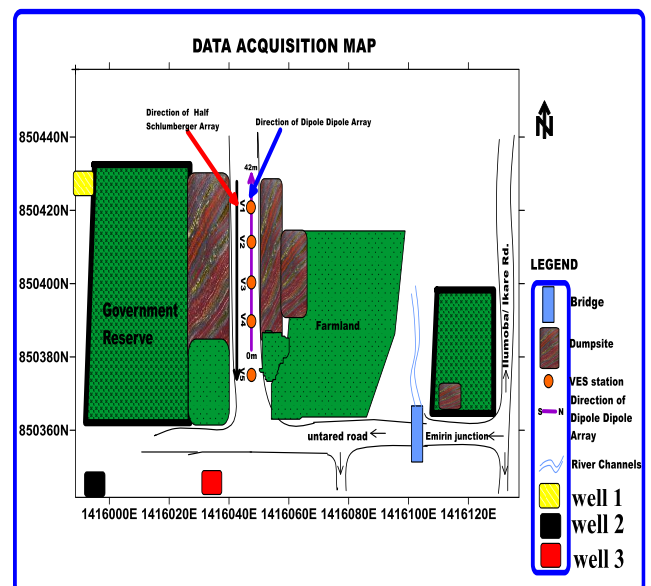 DATA ACQUISITION MAP
Direction of Half
Schlumberger Array
Direction of Dipole Dipole Array
N
850440N
850420N
850400N
850380N
850360N
42m
V1
V2
V3
V4
0m
V5
Government
Reserve
Farmland
untared road
Emirin junction
Ilumoba/ Ikare Rd.
1416000E 1416020E 1416040E 1416060E 1416080E 1416100E 1416120E
LEGEND
Bridge
Dumpsite
VES station
S N
Direction of
Dipole Dipole
Array
River Channels
well 1
well 2
well 3